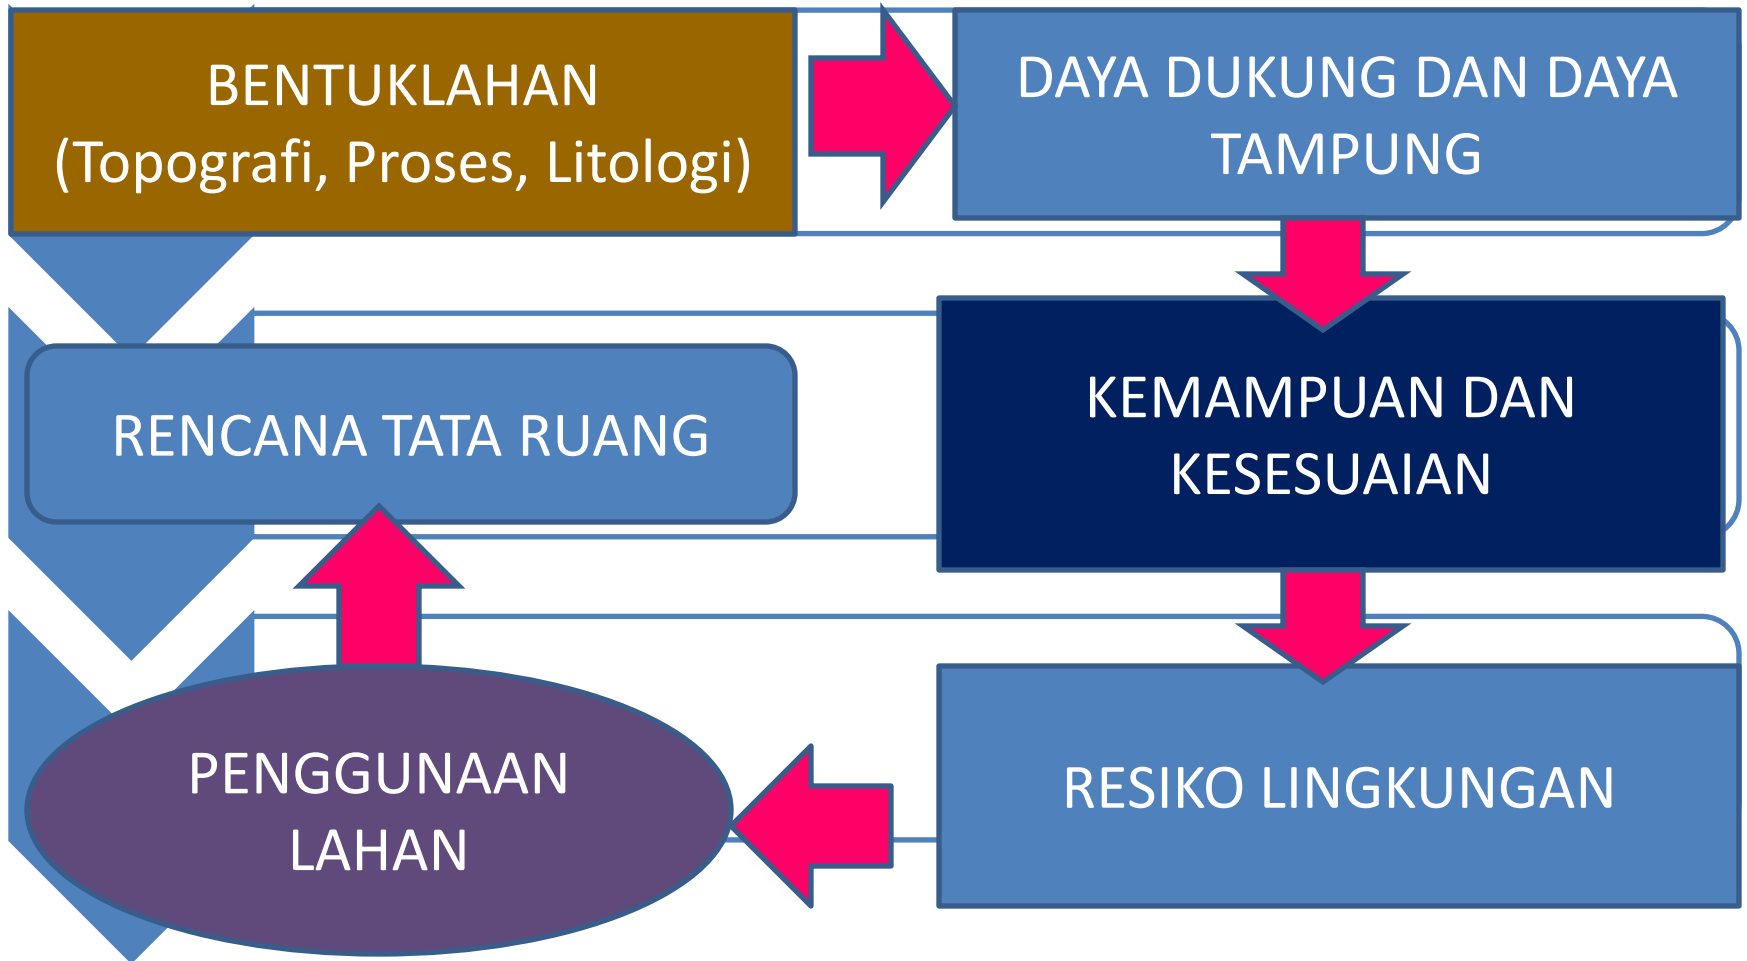 BENTUKLAHAN
(Topografi, Proses, Litologi)
DAYA DUKUNG DAN DAYA
TAMPUNG
KEMAMPUAN DAN
KESESUAIAN
RESIKO LINGKUNGAN
PENGGUNAAN
LAHAN
RENCANA TATA RUANG